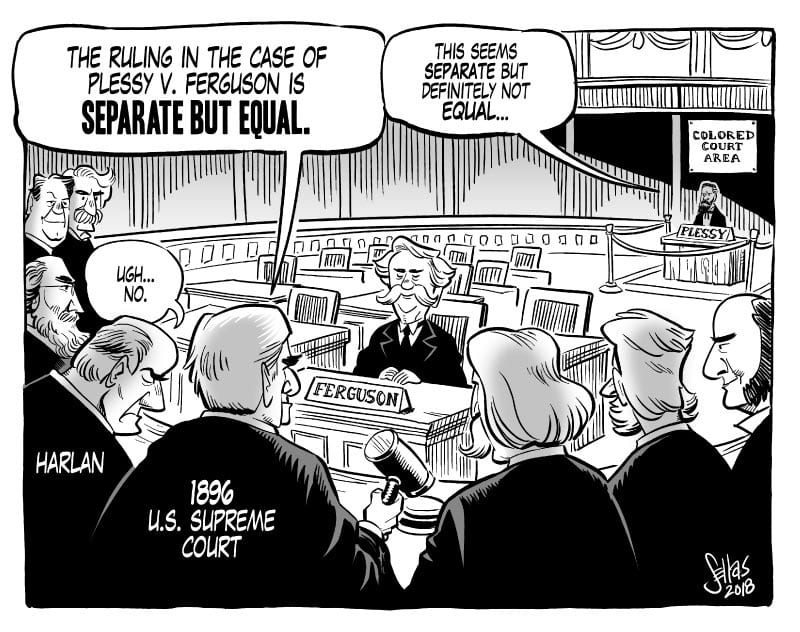 THE RULING IN THE CASE OF
PLESSY V. FERGUSON IS
SEPARATE BUT EQUAL.
THIS SEEMS
SEPARATE BUT
DEFINITELY NOT
EQUAL...
COLORED
COURT
AREA
PLESSY
UGH...
NO.
FERGUSON
HARLAN
1896
U.S. SUPREME
COURT
Sellas
2018